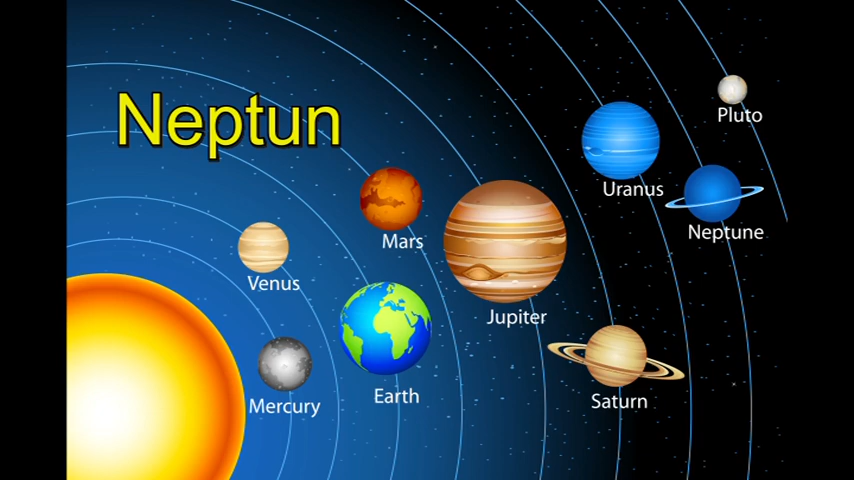 Neptun
Pluto
Uranus
Neptune
Mars
Venus
Jupiter
Earth
Saturn
Mercury